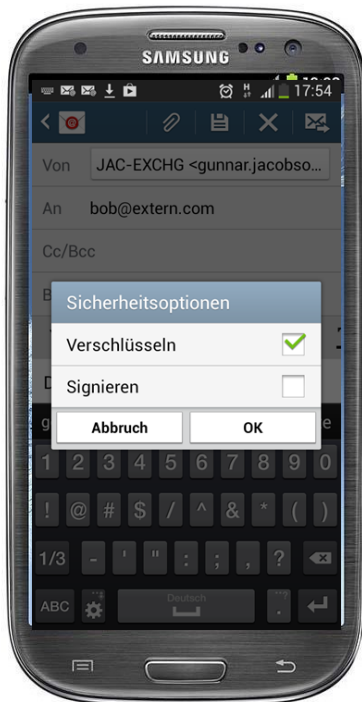 SAMSUNG
17:54
Von JAC-EXCHG <gunnar.jacobso...
An bob@extern.com
Cc/Bcc
B
Sicherheitsoptionen
Verschlüsseln
Signieren
D
Abbruch OK
g e
1 2 3 4 5 6 7 8 9 0
! @ # $ / ^ & * ( )
1/3 - ' " : ; , ?
ABC Deutsch